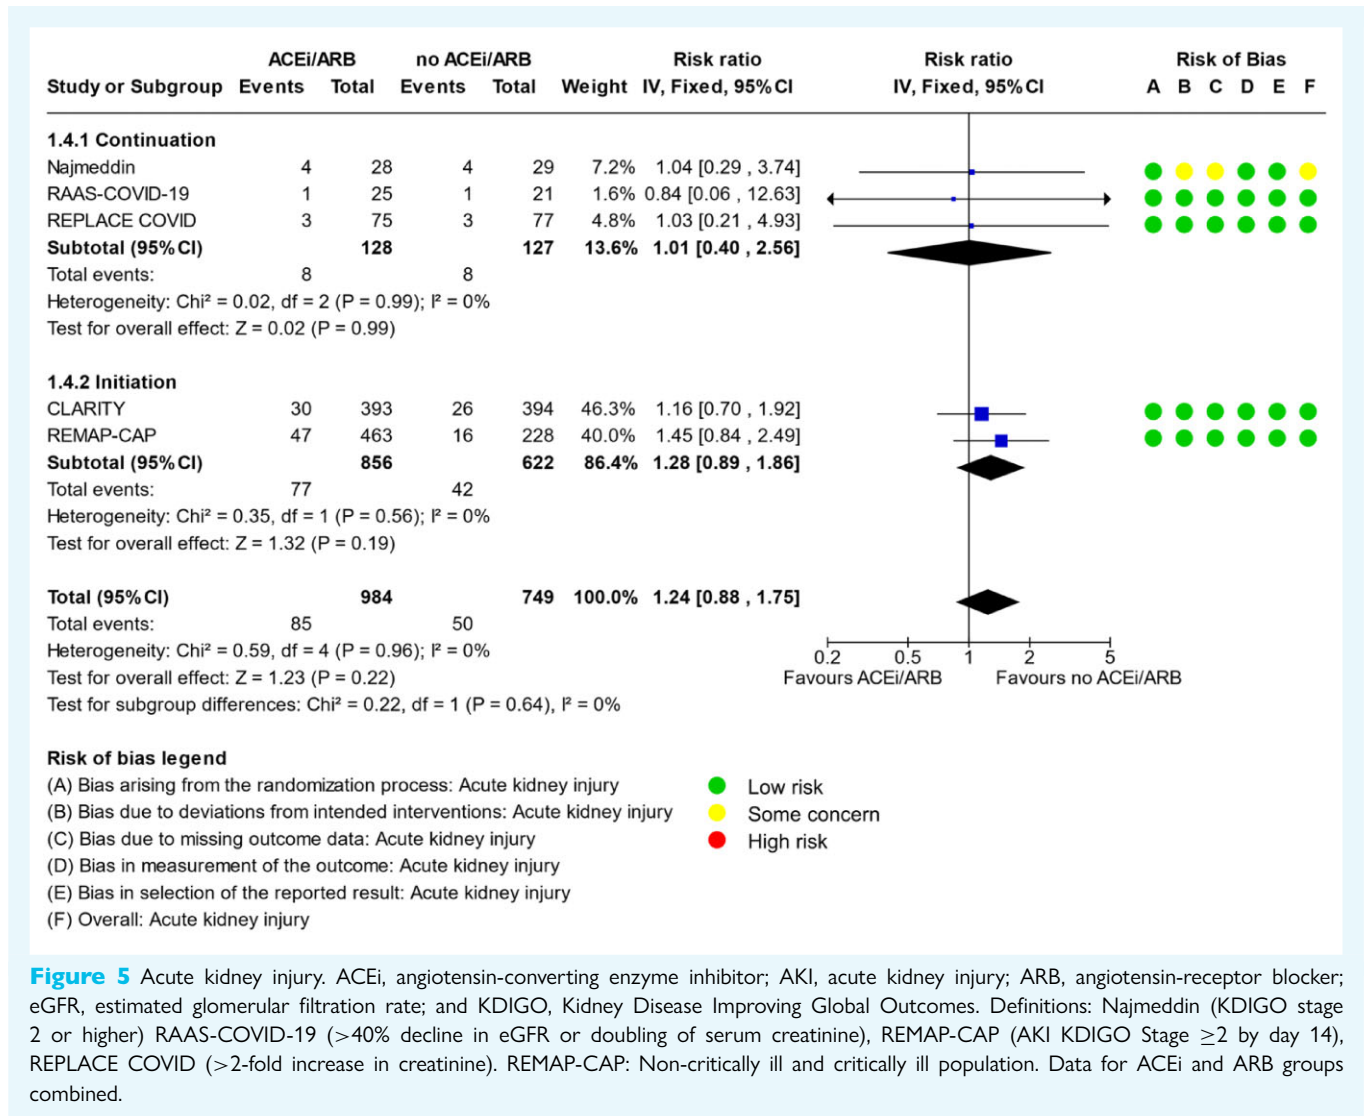 ACEi/ARB no ACEi/ARB Risk ratio Risk ratio Risk of Bias
Study or Subgroup Events Total Events Total Weight IV, Fixed, 95% CI IV, Fixed, 95% CI A B C D E F
1.4.1 Continuation
Najmeddin 4 28 4 29 7.2% 1.04 [0.29 , 3.74]
RAAS-COVID-19 1 25 1 21 1.6% 0.84 [0.06 , 12.63]
REPLACE COVID 3 75 3 77 4.8% 1.03 [0.21 , 4.93]
Subtotal (95% CI) 128 127 13.6% 1.01 [0.40 , 2.56]
Total events: 8 8
Heterogeneity: Chi² = 0.02, df = 2 (P = 0.99); I² = 0%
Test for overall effect: Z = 0.02 (P = 0.99)
1.4.2 Initiation
CLARITY 30 393 26 394 46.3% 1.16 [0.70 , 1.92]
REMAP-CAP 47 463 16 228 40.0% 1.45 [0.84 , 2.49]
Subtotal (95% CI) 856 622 86.4% 1.28 [0.89 , 1.86]
Total events: 77 42
Heterogeneity: Chi² = 0.35, df = 1 (P = 0.56); I² = 0%
Test for overall effect: Z = 1.32 (P = 0.19)
Total (95% CI) 984 749 100.0% 1.24 [0.88 , 1.75]
Total events: 85 50
Heterogeneity: Chi² = 0.59, df = 4 (P = 0.96); I² = 0%
Test for overall effect: Z = 1.23 (P = 0.22)
Test for subgroup differences: Chi² = 0.22, df = 1 (P = 0.64), I² = 0%
0.2 0.5 1 2 5
Favours ACEi/ARB Favours no ACEi/ARB
Risk of bias legend
(A) Bias arising from the randomization process: Acute kidney injury
(B) Bias due to deviations from intended interventions: Acute kidney injury
(C) Bias due to missing outcome data: Acute kidney injury
(D) Bias in measurement of the outcome: Acute kidney injury
(E) Bias in selection of the reported result: Acute kidney injury
(F) Overall: Acute kidney injury
Low risk
Some concern
High risk
Figure 5 Acute kidney injury. ACEi, angiotensin-converting enzyme inhibitor; AKI, acute kidney injury; ARB, angiotensin-receptor blocker;
eGFR, estimated glomerular filtration rate; and KDIGO, Kidney Disease Improving Global Outcomes. Definitions: Najmeddin (KDIGO stage
2 or higher) RAAS-COVID-19 (>40% decline in eGFR or doubling of serum creatinine), REMAP-CAP (AKI KDIGO Stage ≥2 by day 14),
REPLACE COVID (>2-fold increase in creatinine). REMAP-CAP: Non-critically ill and critically ill population. Data for ACEi and ARB groups
combined.